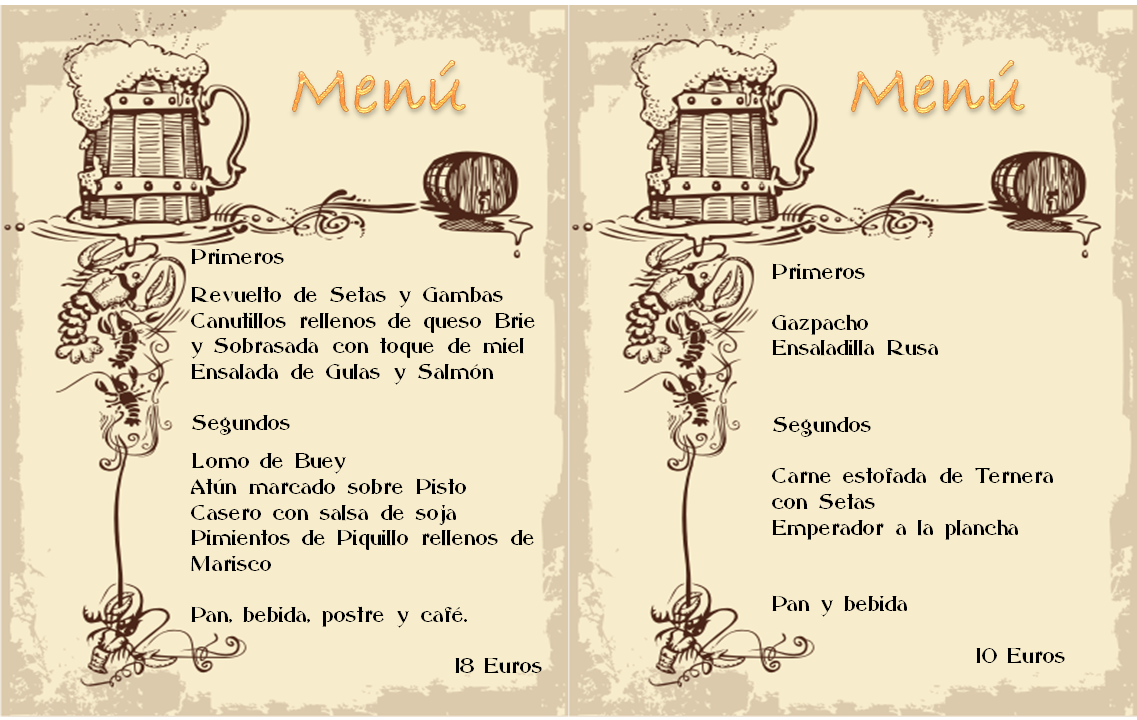 Menú
Primeros
Revuelto de Setas y Gambas
Canutillos rellenos de queso Brie
y Sobrasada con toque de miel
Ensalada de Gulas y Salmón
Segundos
Lomo de Buey
Atún marcado sobre Pisto
Casero con salsa de soja
Pimientos de Piquillo rellenos de
Marisco
Pan, bebida, postre y café.
18 Euros
Menú
Primeros
Gazpacho
Ensaladilla Rusa
Segundos
Carne estofada de Ternera
con Setas
Emperador a la plancha
Pan y bebida
10 Euros